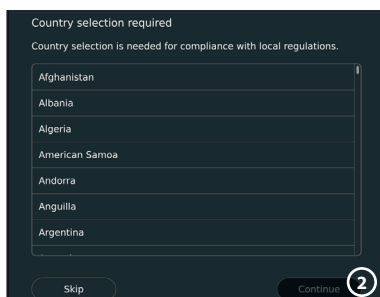 Country selection required
Country selection is needed for compliance with local regulations.
Afghanistan
Albania
Algeria
American Samoa
Andorra
Anguilla
Argentina
Skip
Continue
2